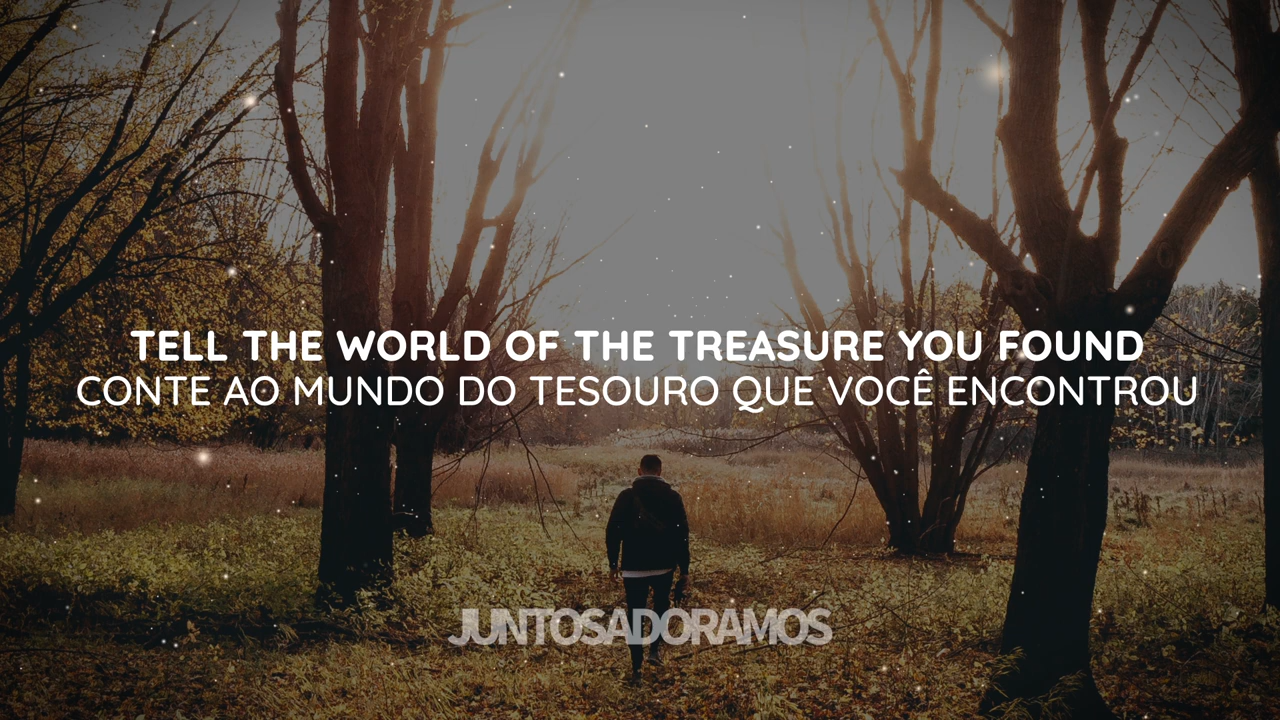 TELL THE WORLD OF THE TREASURE YOU FOUND
CONTE AO MUNDO DO TESOURO QUE VOCÊ ENCONTROU
JUNTOSADORAMOS